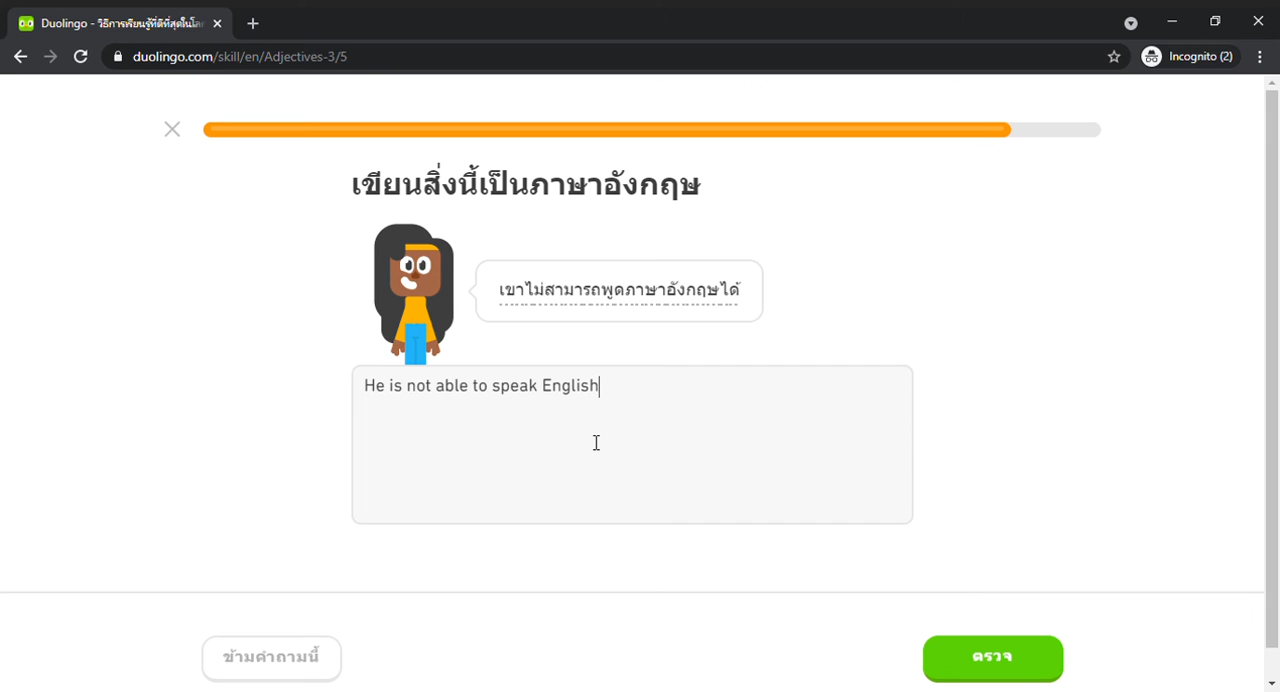 Duolingo - วิธีการเรียนรู้ที่ดีที่สุดในโล
duolingo.com/skill/en/Adjectives-3/5
Incognito (2)
เขียนสิ่งนี้เป็นภาษาอังกฤษ
เขาไม่สามารถพูดภาษาอังกฤษได้
He is not able to speak English
ข้ามคำถามนี้
ตรวจ